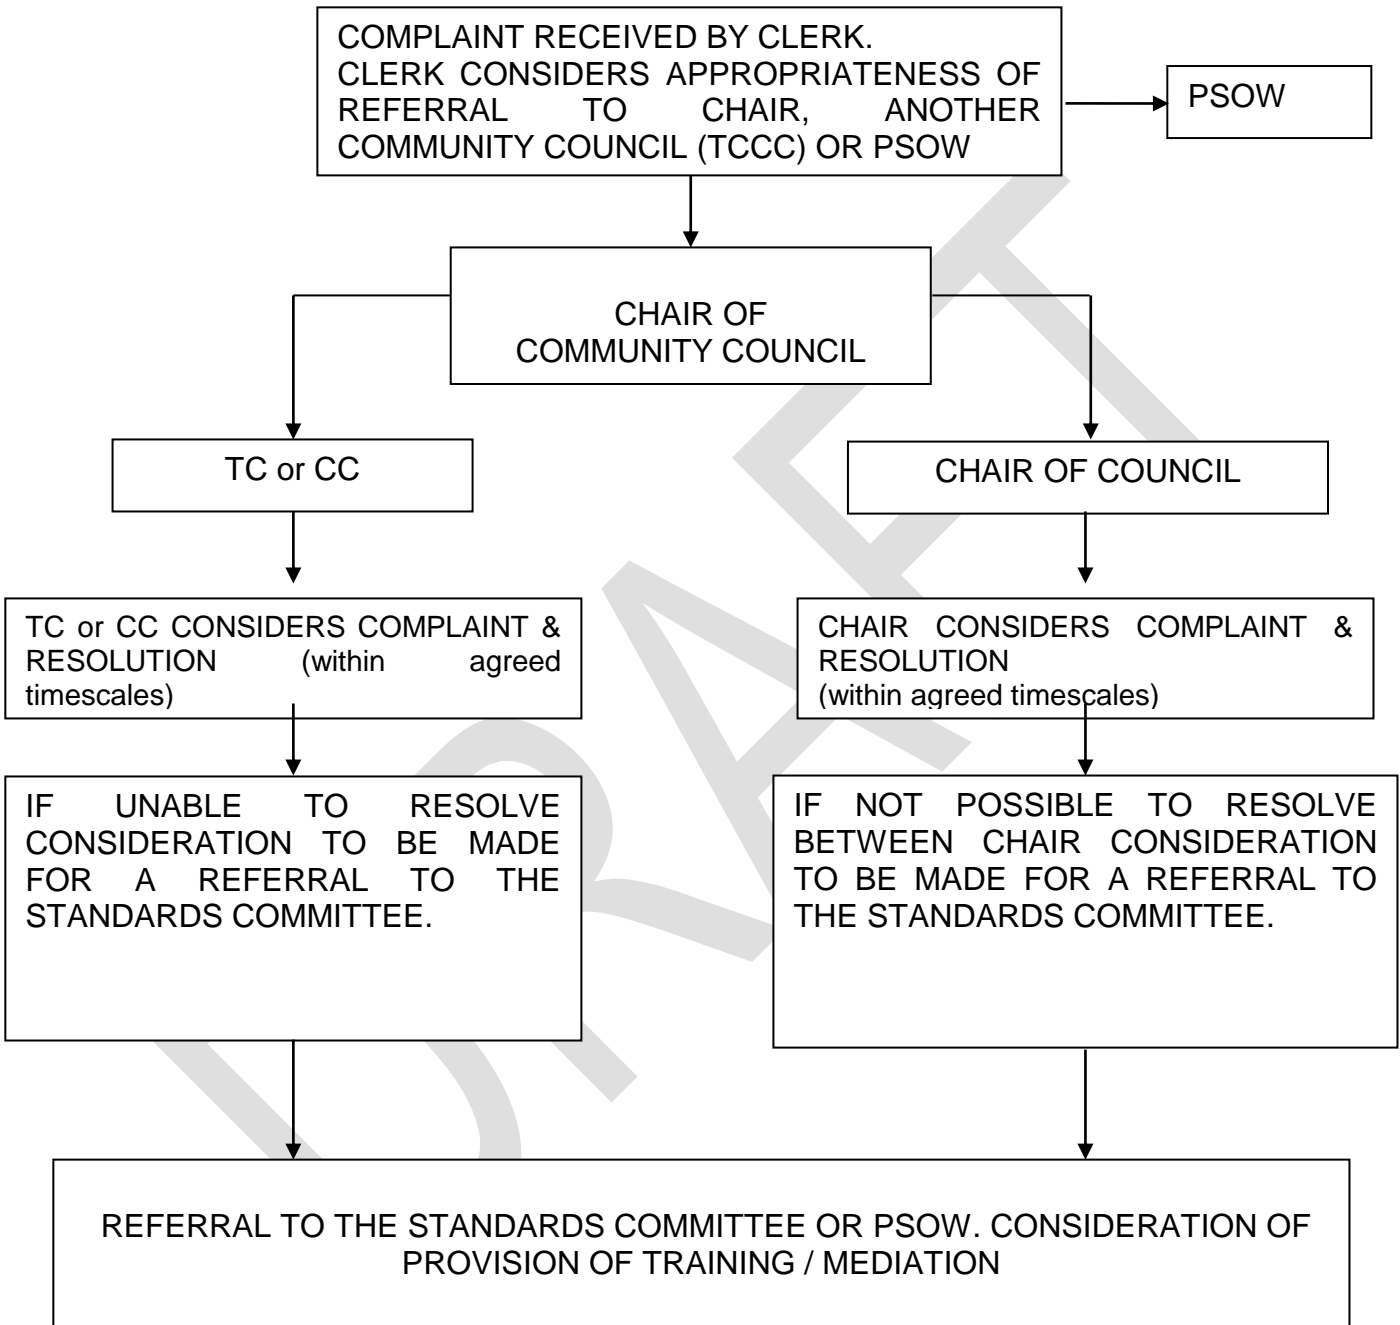 COMPLAINT RECEIVED BY CLERK.
CLERK CONSIDERS APPROPRIATENESS OF
REFERRAL TO CHAIR, ANOTHER
COMMUNITY COUNCIL (TCCC) OR PSOW
PSOW
CHAIR OF
COMMUNITY COUNCIL
TC or CC
CHAIR OF COUNCIL
TC or CC CONSIDERS COMPLAINT &
RESOLUTION (within agreed
timescales)
CHAIR CONSIDERS COMPLAINT &
RESOLUTION
(within agreed timescales)
IF UNABLE TO RESOLVE
CONSIDERATION TO BE MADE
FOR A REFERRAL TO THE
STANDARDS COMMITTEE.
IF NOT POSSIBLE TO RESOLVE
BETWEEN CHAIR CONSIDERATION
TO BE MADE FOR A REFERRAL TO
THE STANDARDS COMMITTEE.
REFERRAL TO THE STANDARDS COMMITTEE OR PSOW. CONSIDERATION OF
PROVISION OF TRAINING / MEDIATION
DRAFT